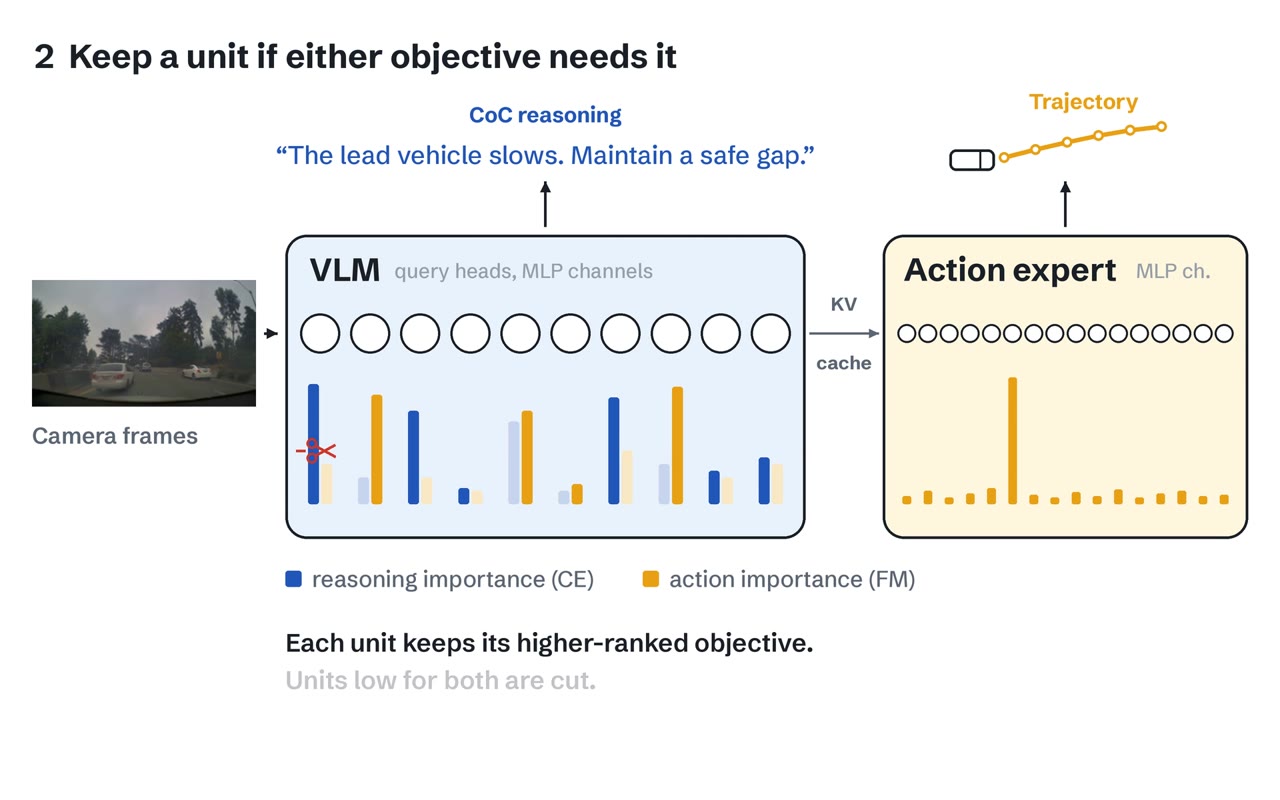 2 Keep a unit if either objective needs it
CoC reasoning
“The lead vehicle slows. Maintain a safe gap.”
Trajectory
VLM query heads, MLP channels
KV
cache
Action expert MLP ch.
Camera frames
reasoning importance (CE)
action importance (FM)
Each unit keeps its higher-ranked objective.
Units low for both are cut.